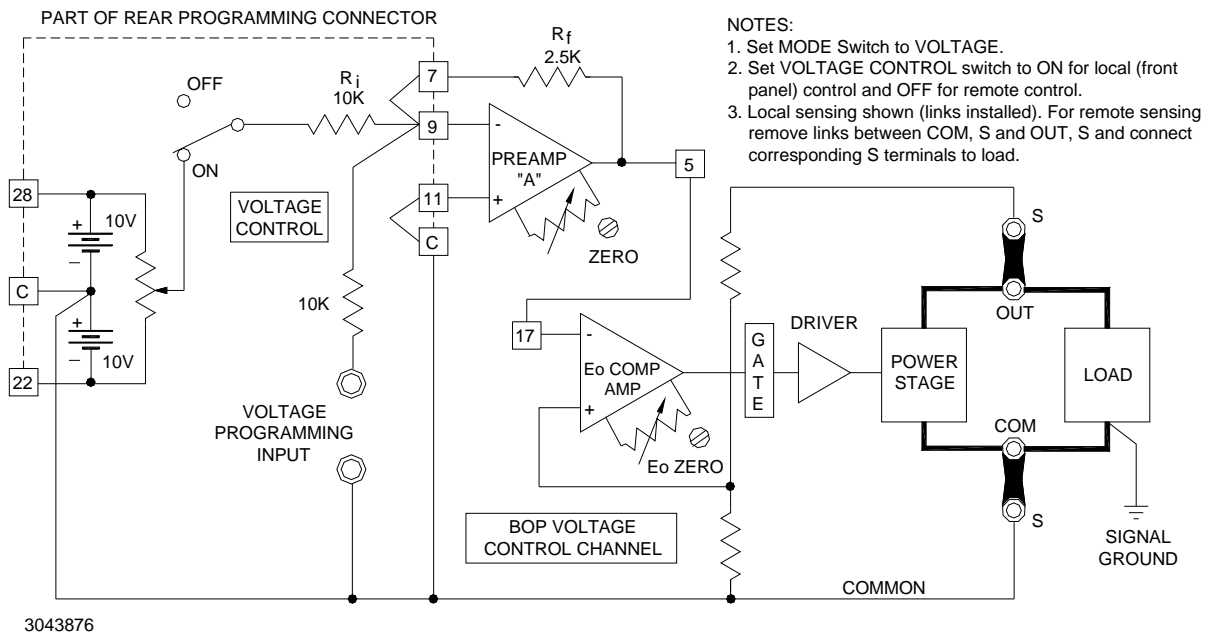 PART OF REAR PROGRAMMING CONNECTOR
NOTES:
1. Set MODE Switch to VOLTAGE.
2. Set VOLTAGE CONTROL switch to ON for local (front
panel) control and OFF for remote control.
3. Local sensing shown (links installed). For remote sensing
remove links between COM, S and OUT, S and connect
corresponding S terminals to load.
Rf
2.5K
7
Ri
10K
OFF
ON
9
-
PREAMP
"A"
5
28
+
10V
–
VOLTAGE
CONTROL
11
+
C
ZERO
S
C
10K
OUT
+
10V
–
22
17
-
Eo COMP
AMP
+
GATE
DRIVER
POWER
STAGE
LOAD
VOLTAGE
PROGRAMMING
INPUT
COM
Eo ZERO
S
BOP VOLTAGE
CONTROL CHANNEL
SIGNAL
GROUND
COMMON
3043876